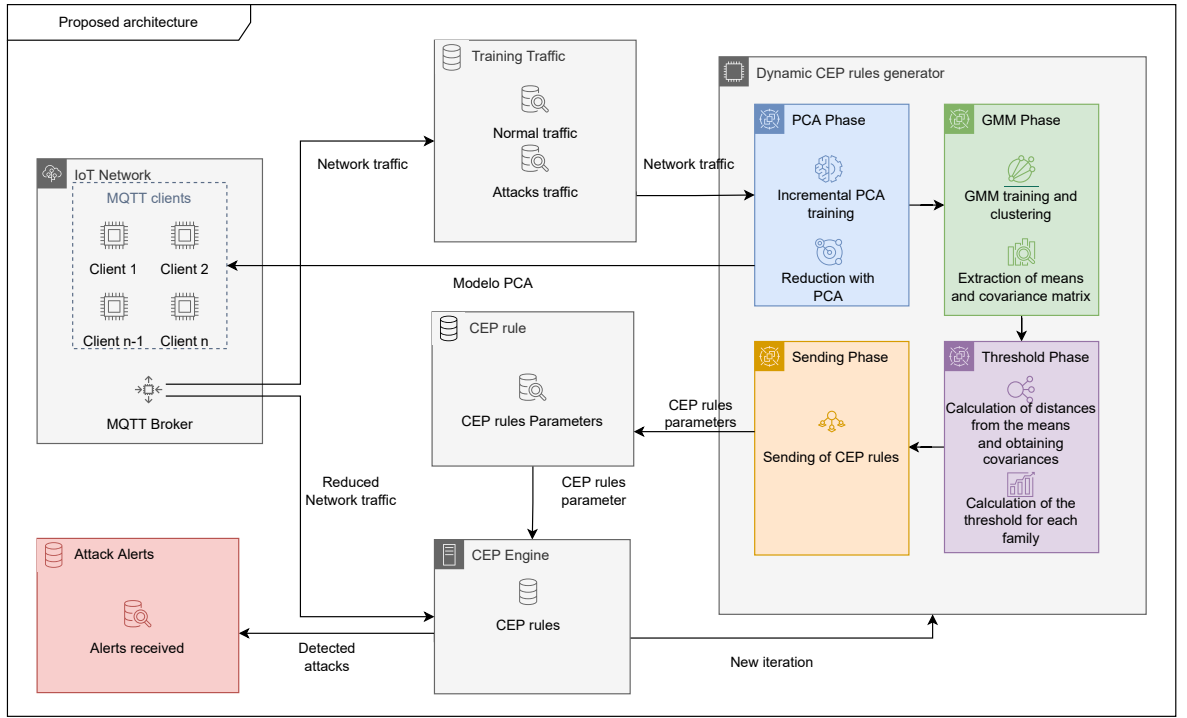 Proposed architecture
Training Traffic
Normal traffic
Attacks traffic
Network traffic
Network traffic
IoT Network
MQTT clients
Client 1
Client 2
Client n-1
Client n
MQTT Broker
Modelo PCA
Dynamic CEP rules generator
PCA Phase
Incremental PCA
training
Reduction with
PCA
GMM Phase
GMM training and
clustering
Extraction of means
and covariance matrix
Threshold Phase
Calculation of distances
from the means
and obtaining
covariances
Calculation of the
threshold for each
family
Sending Phase
Sending of CEP rules
CEP rules
parameters
CEP rule
CEP rules Parameters
CEP rules
parameter
Reduced
Network traffic
CEP Engine
CEP rules
Attack Alerts
Alerts received
Detected
attacks
New iteration